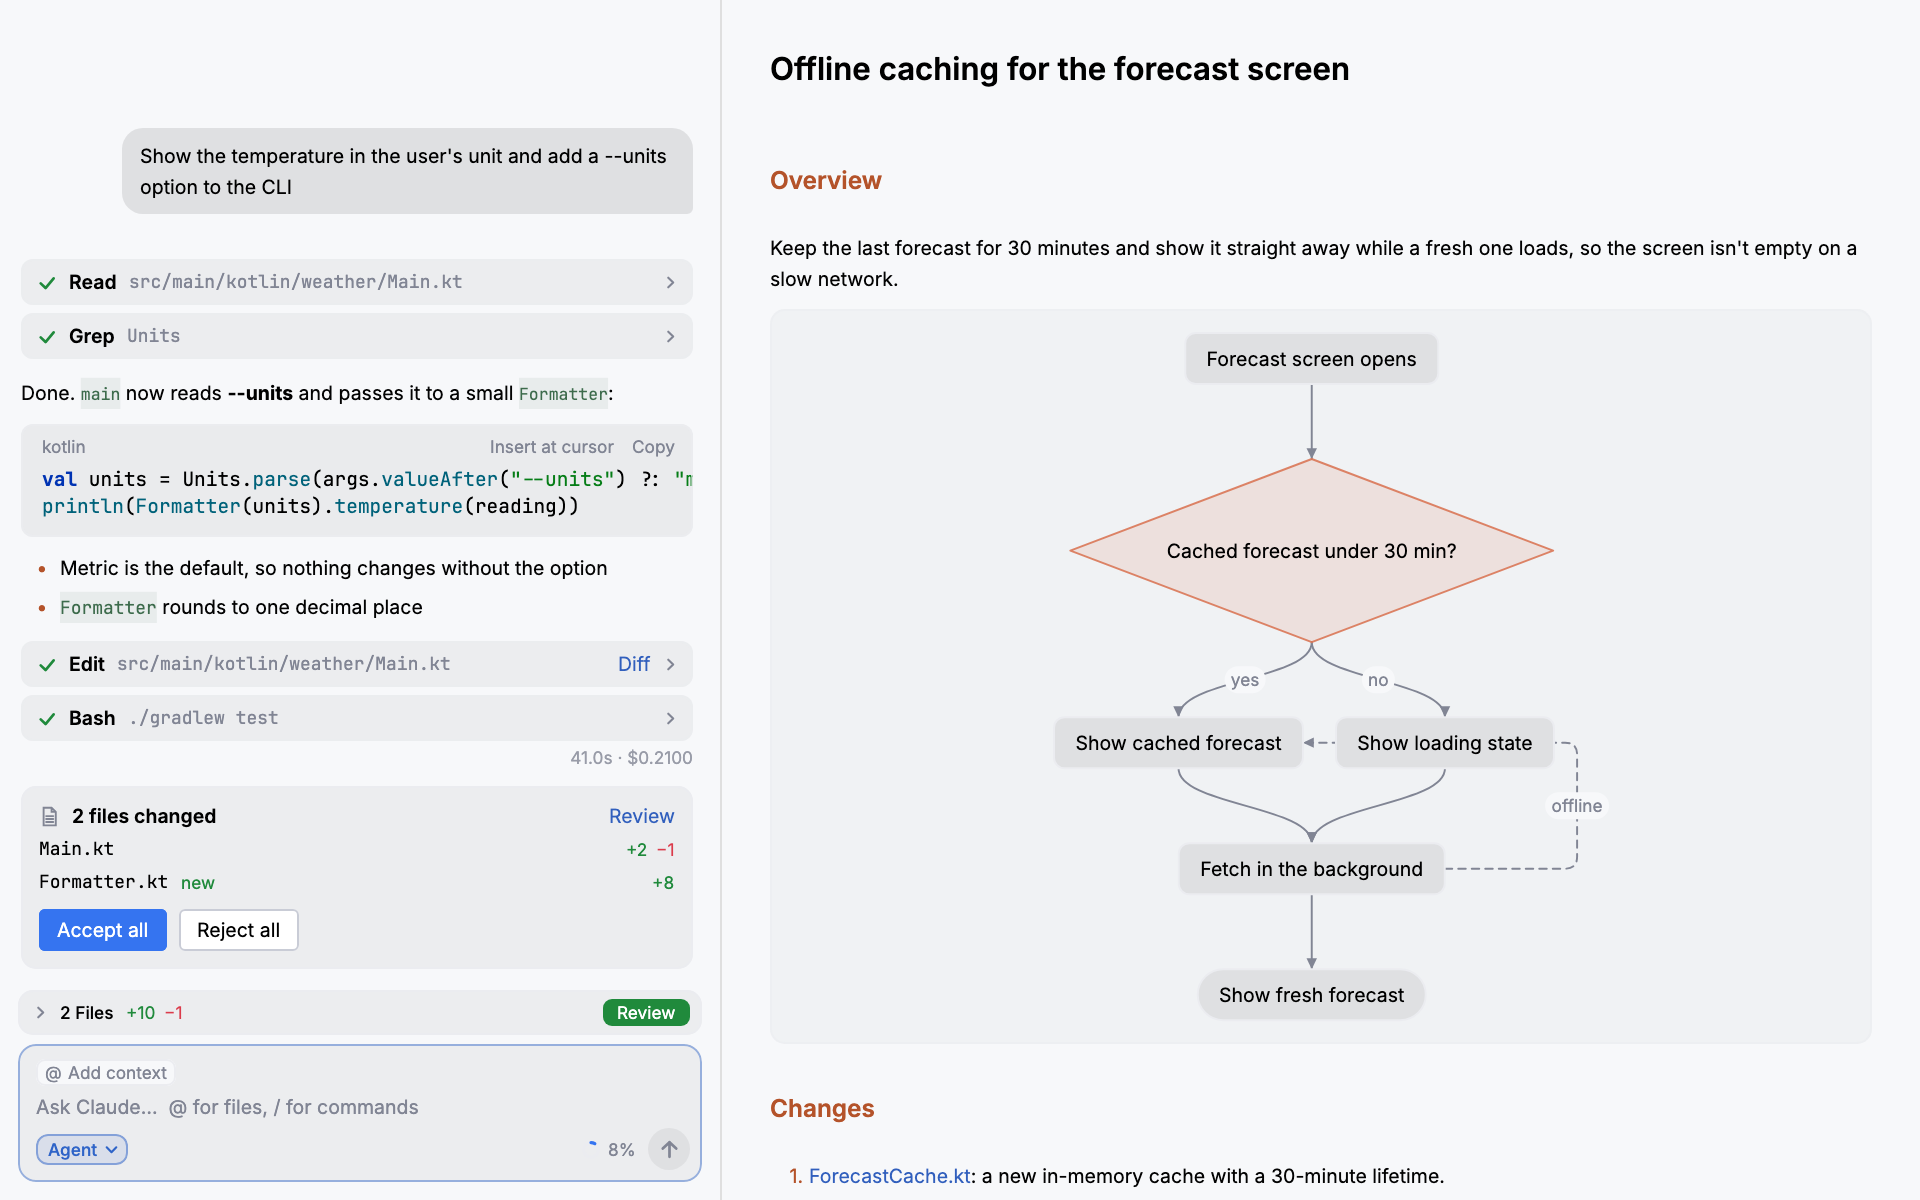 Show the temperature in the user's unit and add a --units
option to the CLI
Read src/main/kotlin/weather/Main.kt
Grep Units
Done. main now reads --units and passes it to a small Formatter:
kotlin Insert at cursor Copy
val units = Units.parse(args.valueAfter("--units") ?: "m
println(Formatter(units).temperature(reading))
• Metric is the default, so nothing changes without the option
• Formatter rounds to one decimal place
Edit src/main/kotlin/weather/Main.kt Diff
Bash ./gradlew test
41.0s · $0.2100
2 files changed Review
Main.kt +2 −1
Formatter.kt new +8
Accept all Reject all
2 Files +10 −1 Review
@ Add context
Ask Claude... @ for files, / for commands
Agent 8%
Offline caching for the forecast screen
Overview
Keep the last forecast for 30 minutes and show it straight away while a fresh one loads, so the screen isn't empty on a
slow network.
Forecast screen opens
Cached forecast under 30 min?
yes no
Show cached forecast Show loading state
offline
Fetch in the background
Show fresh forecast
Changes
1. ForecastCache.kt: a new in-memory cache with a 30-minute lifetime.